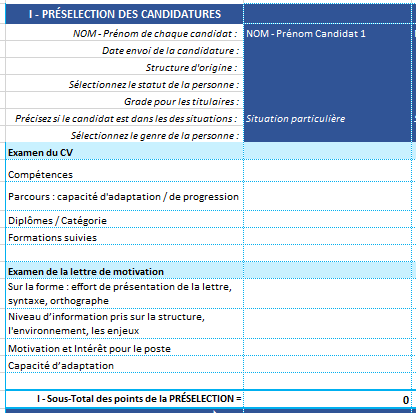 I - PRÉSELECTION DES CANDIDATURES
NOM - Prénom de chaque candidat : NOM - Prénom Candidat 1
Date envoi de la candidature :
Structure d'origine :
Sélectionnez le statut de la personne :
Grade pour les titulaires :
Précisez si le candidat est dans les des situations : Situation particulière
Sélectionnez le genre de la personne :
Examen du CV
Compétences
Parcours : capacité d'adaptation / de progression
Diplômes / Catégorie
Formations suivies
Examen de la lettre de motivation
Sur la forme : effort de présentation de la lettre,
syntaxe, orthographe
Niveau d'information pris sur la structure,
l'environnement, les enjeux
Motivation et Intérêt pour le poste
Capacité d'adaptation
I - Sous-Total des points de la PRÉSELECTION = 0